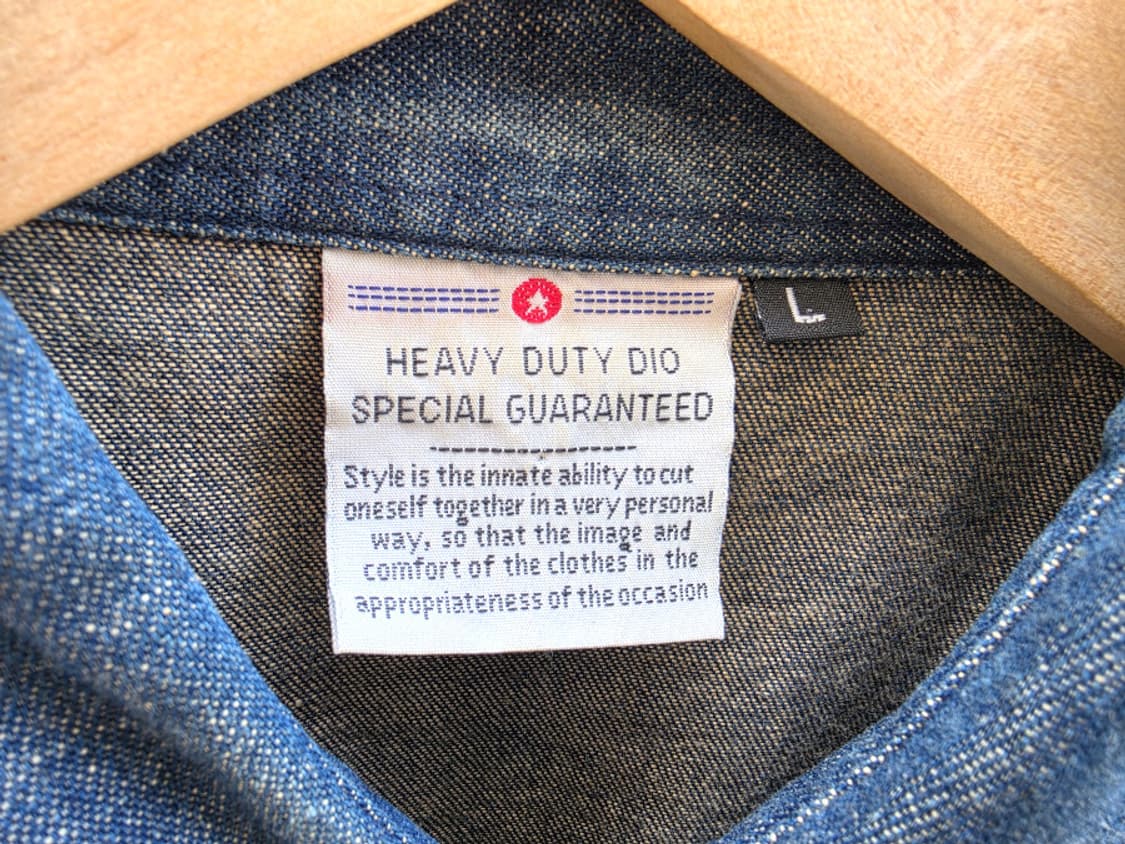 HEAVY DUTY DIO
SPECIAL GUARANTEED
Style is the innate ability to cut
oneself together in a very personal
way, so that the image and
comfort of the clothes in the
appropriateness of the occasion
L